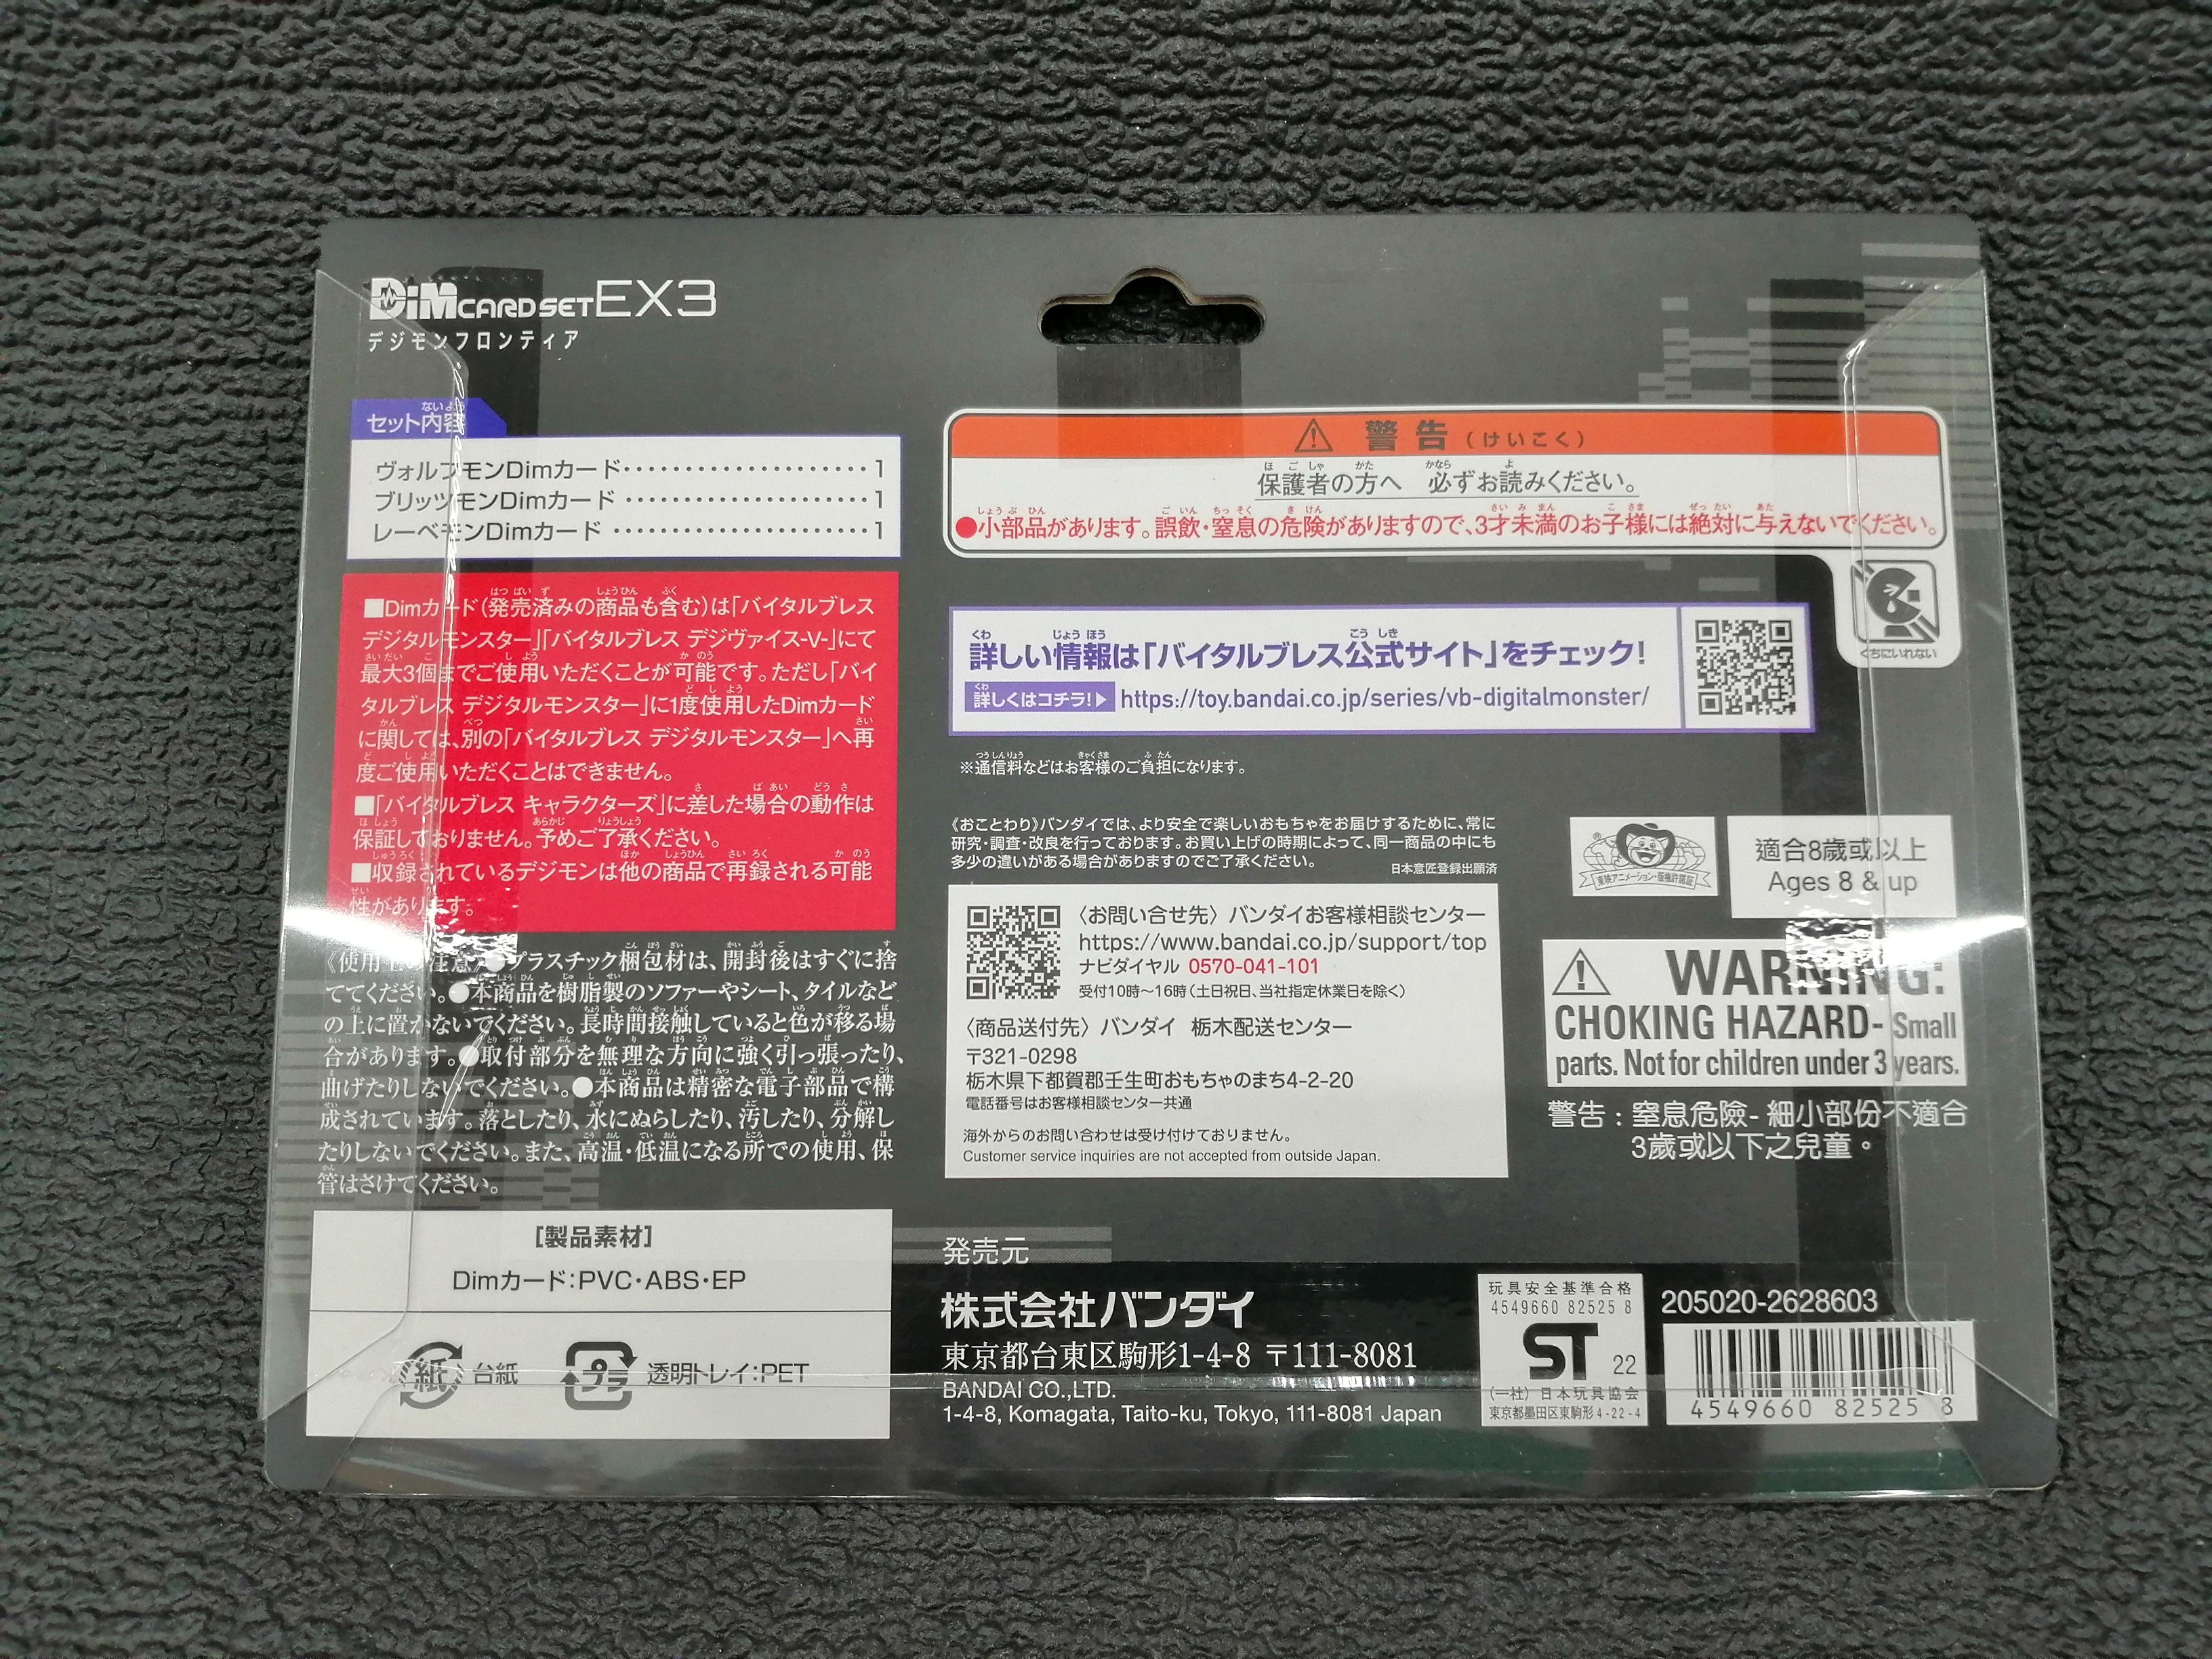 DiM CARD SET EX3
デジモンフロンティア
セット内容
ヴォルフモンDimカード・・・・・・・・・・・・・・・・・・・・1
ブリッツモンDimカード・・・・・・・・・・・・・・・・・・・・1
レーベモンDimカード・・・・・・・・・・・・・・・・・・・・・1
■Dimカード(発売済みの商品も含む)は「バイタルブレス
デジタルモンスター」「バイタルブレス デジヴァイス-V-」にて
最大3個までご使用いただくことが可能です。ただし「バイ
タルブレス デジタルモンスター」に1度使用したDimカード
に関しては、別の「バイタルブレス デジタルモンスター」へ再
度ご使用いただくことはできません。
■「バイタルブレス キャラクターズ」に差した場合の動作は
保証しておりません。予めご了承ください。
■収録されているデジモンは他の商品で再録される可能
性があります。
《使用上の注意》●プラスチック梱包材は、開封後はすぐに捨
ててください。●本商品を樹脂製のソファーやシート、タイルなど
の上に置かないでください。長時間接触していると色が移る場
合があります。●取付部分を無理な方向に強く引っ張ったり、
曲げたりしないでください。●本商品は精密な電子部品で構
成されています。落としたり、水にぬらしたり、汚したり、分解し
たりしないでください。また、高温・低温になる所での使用、保
管はさけてください。
[製品素材]
Dimカード:PVC・ABS・EP
紙 台紙
プラ 透明トレイ:PET
警告(けいこく)
保護者の方へ 必ずお読みください。
●小部品があります。誤飲・窒息の危険がありますので、3才未満のお子様には絶対に与えないでください。
くちにいれない
詳しい情報は「バイタルブレス公式サイト」をチェック!
詳しくはコチラ!▶ https://toy.bandai.co.jp/series/vb-digitalmonster/
※通信料などはお客様のご負担になります。
《おことわり》バンダイでは、より安全で楽しいおもちゃをお届けするために、常に
研究・調査・改良を行っております。お買い上げの時期によって、同一商品の中にも
多少の違いがある場合がありますのでご了承ください。
日本意匠登録出願済
〈お問い合せ先〉バンダイお客様相談センター
https://www.bandai.co.jp/support/top
ナビダイヤル 0570-041-101
受付10時～16時(土日祝日、当社指定休業日を除く)
〈商品送付先〉バンダイ 栃木配送センター
〒321-0298
栃木県下都賀郡壬生町おもちゃのまち4-2-20
電話番号はお客様相談センター共通
海外からのお問い合わせは受け付けておりません。
Customer service inquiries are not accepted from outside Japan.
東映アニメーション・版権許諾証
適合8歲或以上
Ages 8 & up
WARNING:
CHOKING HAZARD- Small
parts. Not for children under 3 years.
警告：窒息危險- 細小部份不適合
3歲或以下之兒童。
発売元
株式会社バンダイ
東京都台東区駒形1-4-8 〒111-8081
BANDAI CO.,LTD.
1-4-8, Komagata, Taito-ku, Tokyo, 111-8081 Japan
玩具安全基準合格
4549660 82525 8
ST 22
(一社)日本玩具協会
東京都墨田区東駒形4-22-4
205020-2628603
4549660 82525 8